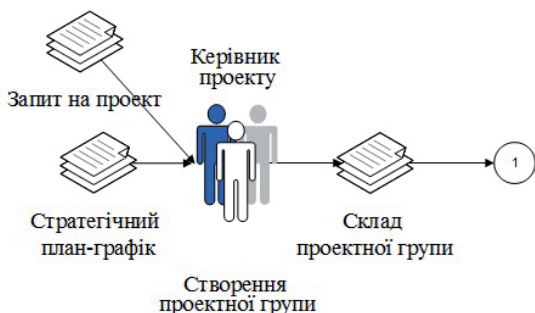 Запит на проект
Керівник
проекту
1
Стратегічний
план-графік
Склад
проектної групи
Створення
проектної групи